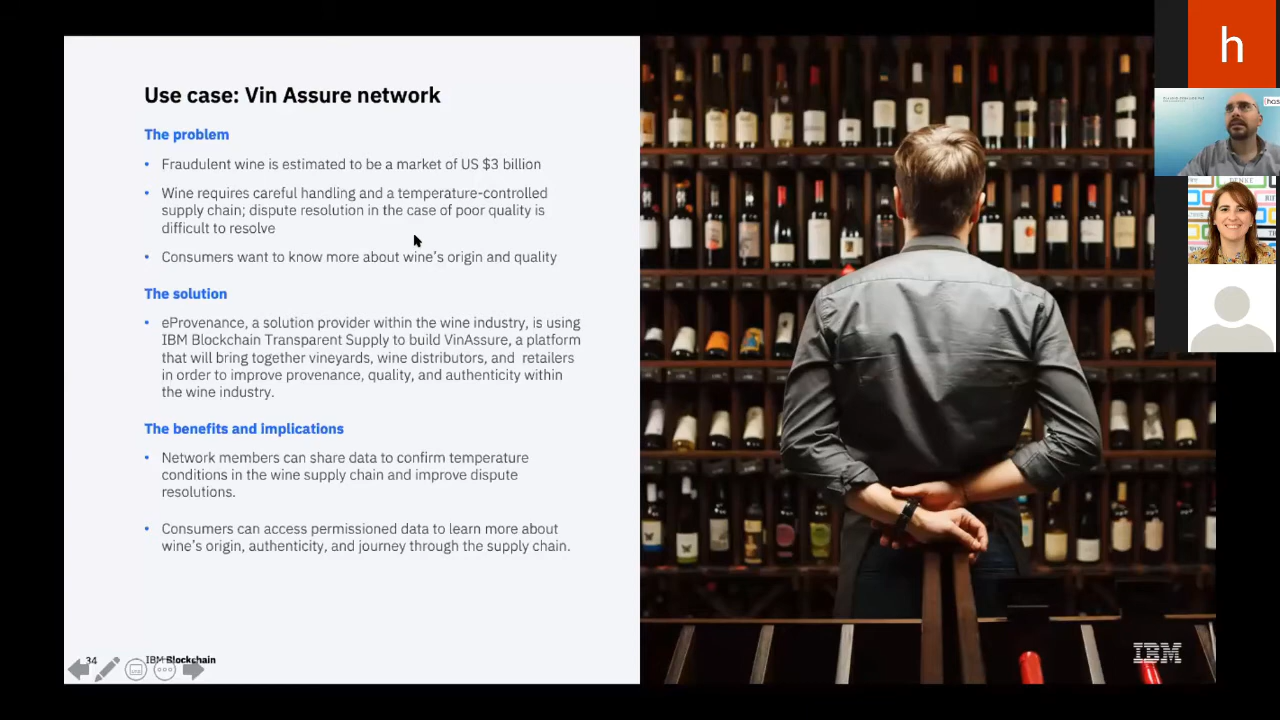 Use case: Vin Assure network
The problem
• Fraudulent wine is estimated to be a market of US $3 billion
• Wine requires careful handling and a temperature-controlled
supply chain; dispute resolution in the case of poor quality is
difficult to resolve
• Consumers want to know more about wine's origin and quality
The solution
• eProvenance, a solution provider within the wine industry, is using
IBM Blockchain Transparent Supply to build VinAssure, a platform
that will bring together vineyards, wine distributors, and retailers
in order to improve provenance, quality, and authenticity within
the wine industry.
The benefits and implications
• Network members can share data to confirm temperature
conditions in the wine supply chain and improve dispute
resolutions.
• Consumers can access permissioned data to learn more about
wine's origin, authenticity, and journey through the supply chain.
34
IBM Blockchain
IBM
h